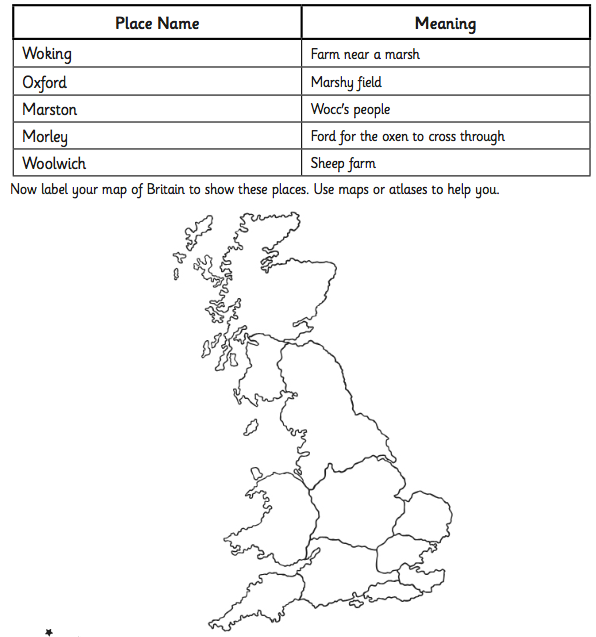 Place Name Meaning
Woking Farm near a marsh
Oxford Marshy field
Marston Wocc's people
Morley Ford for the oxen to cross through
Woolwich Sheep farm
Now label your map of Britain to show these places. Use maps or atlases to help you.